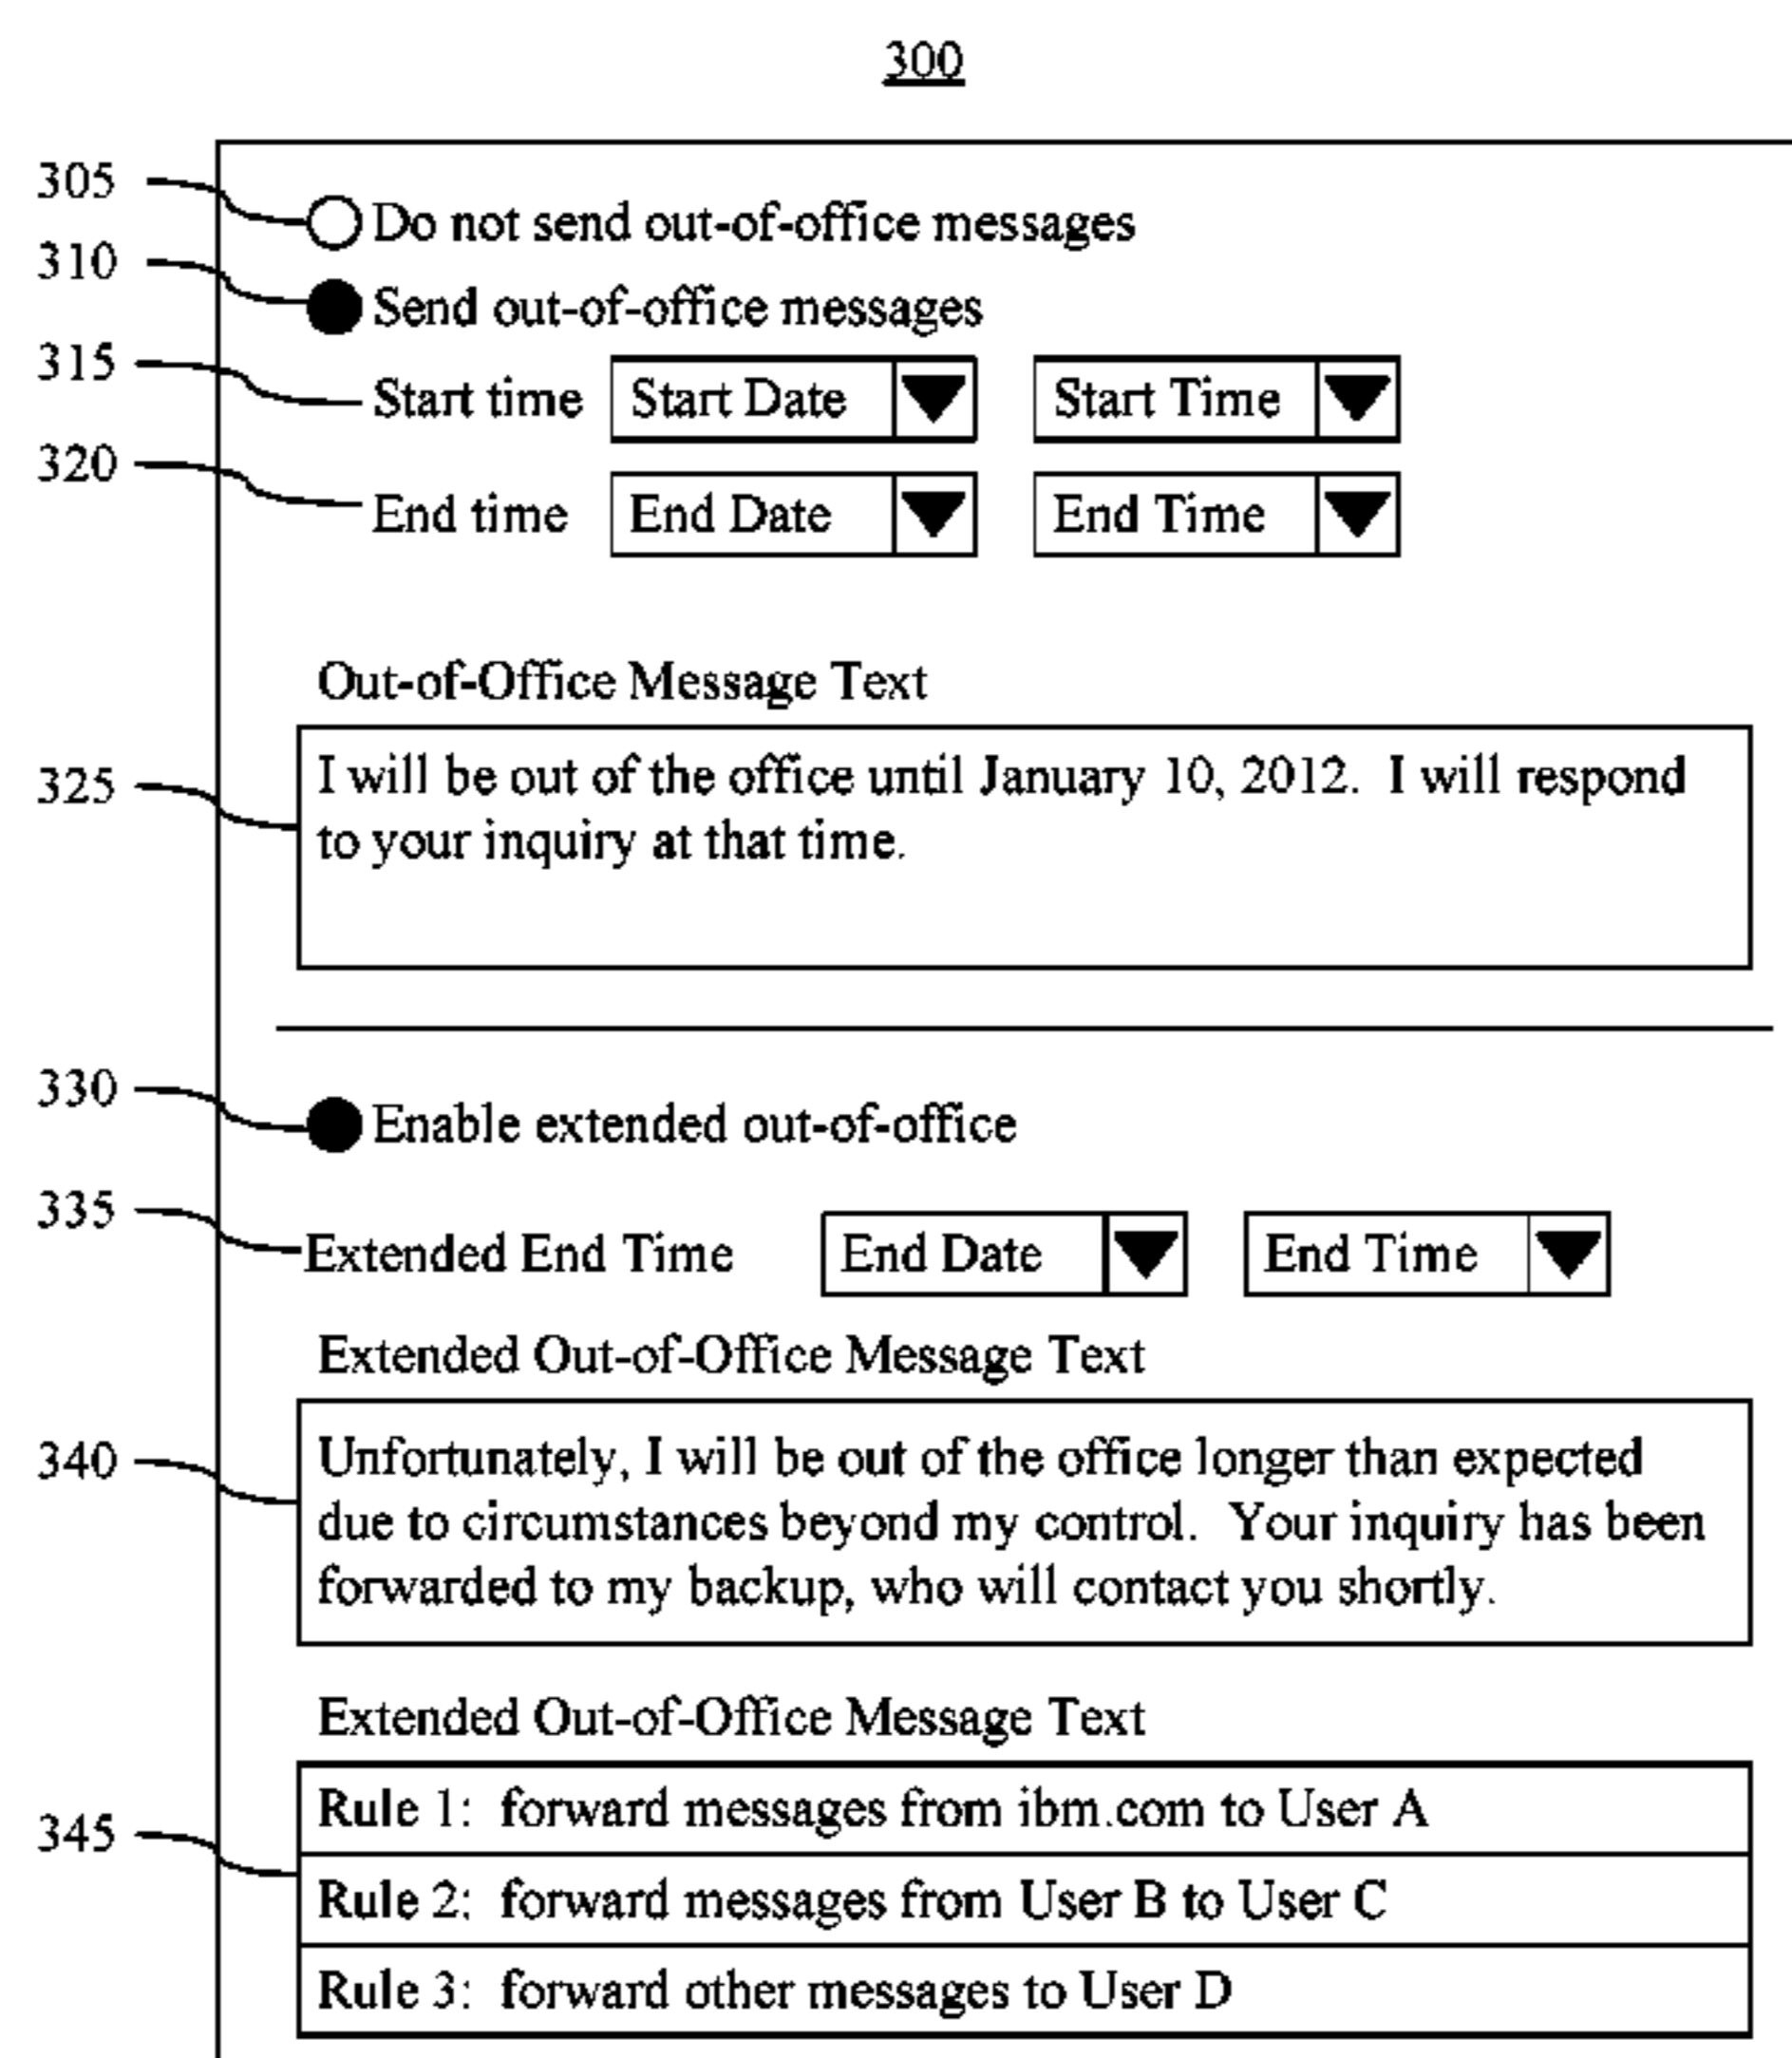 300
305 Do not send out-of-office messages
310 Send out-of-office messages
315 Start time Start Date Start Time
320 End time End Date End Time
Out-of-Office Message Text
I will be out of the office until January 10, 2012. I will respond
325
to your inquiry at that time.
330 Enable extended out-of-office
335 Extended End Time End Date End Time
Extended Out-of-Office Message Text
340 Unfortunately, I will be out of the office longer than expected
due to circumstances beyond my control. Your inquiry has been
forwarded to my backup, who will contact you shortly.
Extended Out-of-Office Message Text
Rule 1: forward messages from ibm.com to User A
345
Rule 2: forward messages from User B to User C
Rule 3: forward other messages to User D